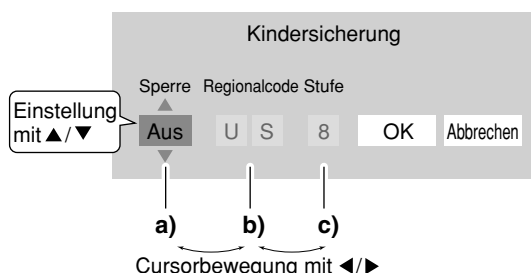 Kindersicherung
Sperre Regionalcode Stufe
Einstellung
mit ▲/▼
Aus U S 8 OK Abbrechen
a) b) c)
Cursorbewegung mit ◀/▶